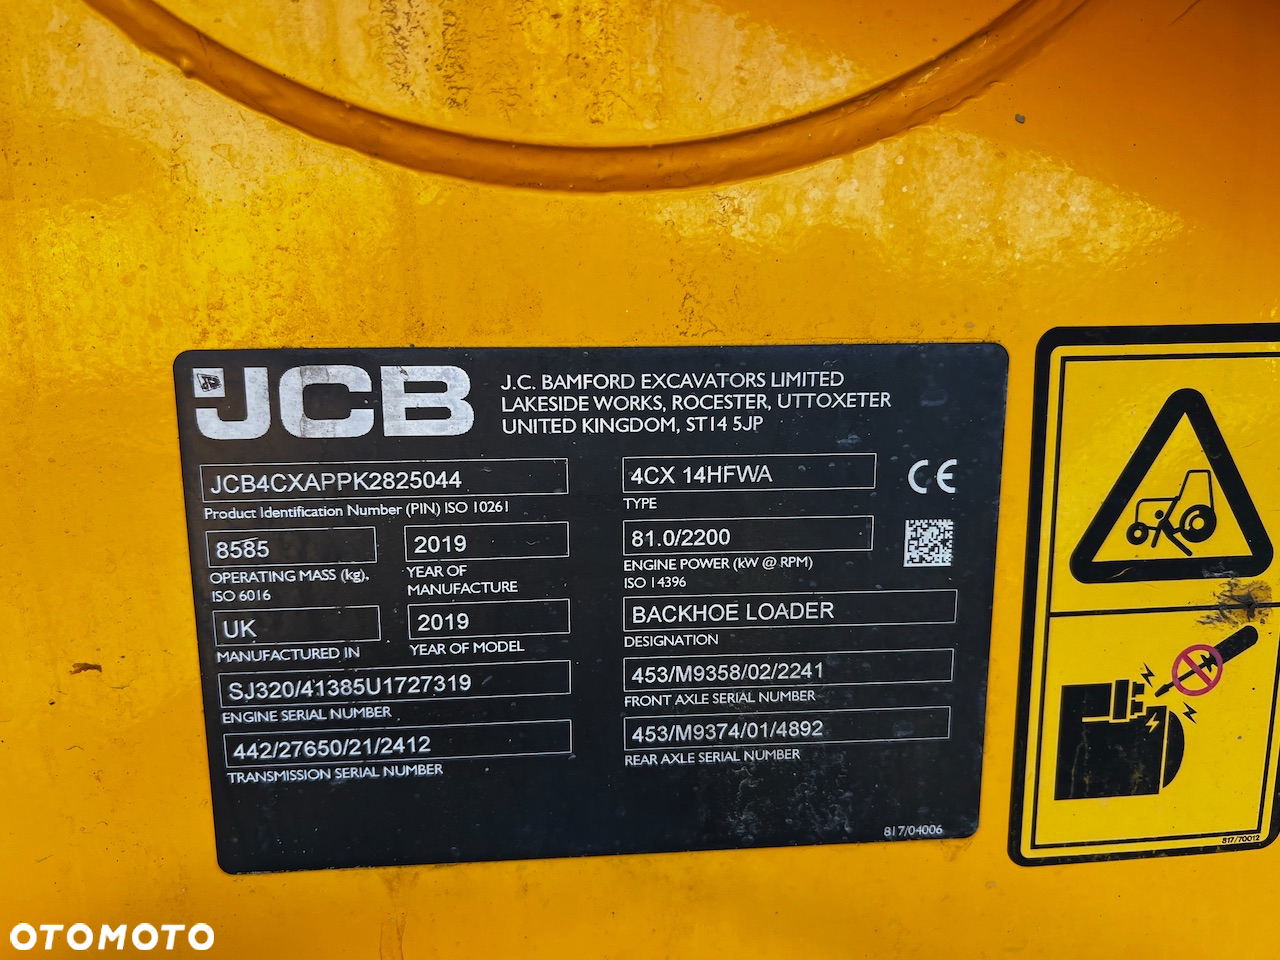 JCB
J.C. BAMFORD EXCAVATORS LIMITED
LAKESIDE WORKS, ROCESTER, UTTOXETER
UNITED KINGDOM, ST14 5JP
JCB4CXAPPK2825044
Product Identification Number (PIN) ISO 10261
4CX 14HFWA
TYPE
CE
8585
OPERATING MASS (kg),
ISO 6016
2019
YEAR OF
MANUFACTURE
81.0/2200
ENGINE POWER (kW @ RPM)
ISO 14396
UK
MANUFACTURED IN
2019
YEAR OF MODEL
BACKHOE LOADER
DESIGNATION
SJ320/41385U1727319
ENGINE SERIAL NUMBER
453/M9358/02/2241
FRONT AXLE SERIAL NUMBER
442/27650/21/2412
TRANSMISSION SERIAL NUMBER
453/M9374/01/4892
REAR AXLE SERIAL NUMBER
817/04006
817/70012
OTOMOTO